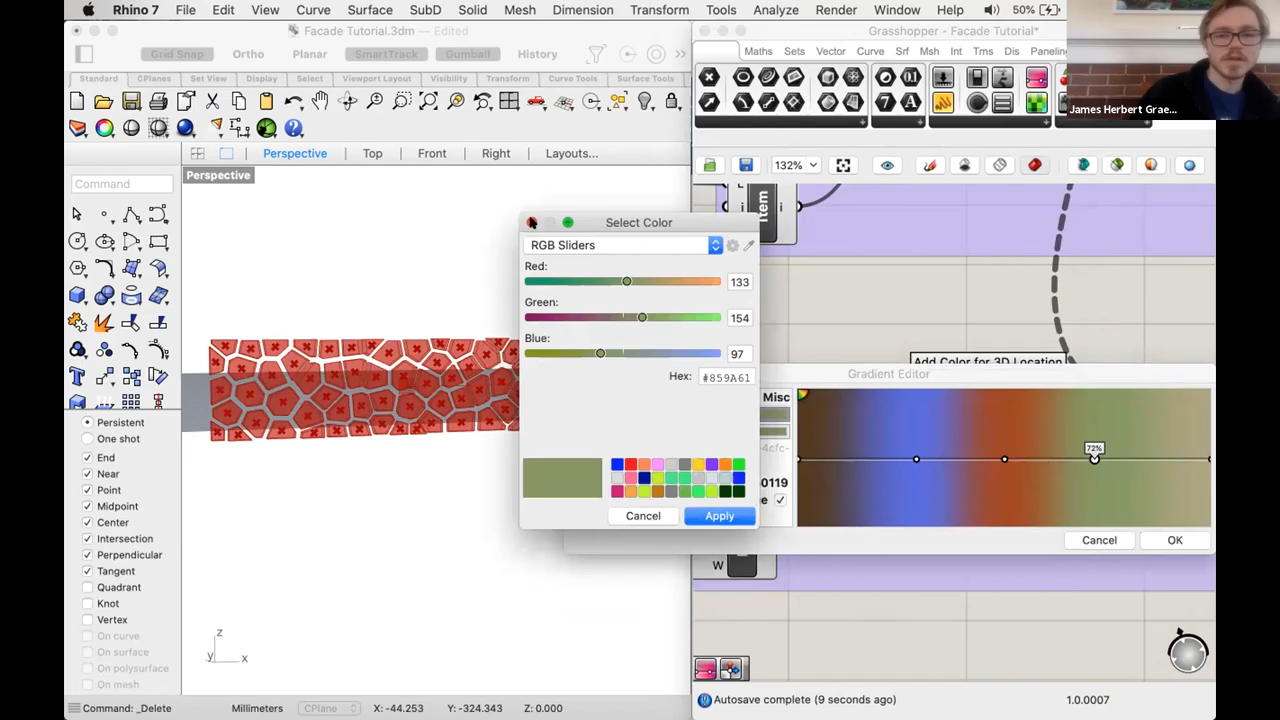 Rhino 7 File Edit View Curve Surface SubD Solid Mesh Dimension Transform Tools Analyze Render Window Help 50%
Facade Tutorial.3dm — Edited
Grasshopper - Facade Tutorial*
Grid Snap Ortho Planar SmartTrack Gumball History
Maths Sets Vector Curve Srf Msh Int Tms Dis Paneling
Standard CPlanes Set View Display Select Viewport Layout Visibility Transform Curve Tools Surface Tools
James Herbert Grae...
Perspective Top Front Right Layouts...
132%
Perspective
Command
Item
i
i
Select Color
RGB Sliders
Red:
133
Green:
154
Blue:
97
Hex: #859A61
Cancel Apply
Add Color for 3D Location
Gradient Editor
Misc
72%
-4cfc-
0119
e
Cancel OK
W
Persistent
One shot
End
Near
Point
Midpoint
Center
Intersection
Perpendicular
Tangent
Quadrant
Knot
Vertex
On curve
On surface
On polysurface
On mesh
z
y x
Command: _Delete Millimeters CPlane X: -44.253 Y: -324.343 Z: 0.000
Autosave complete (9 seconds ago) 1.0.0007